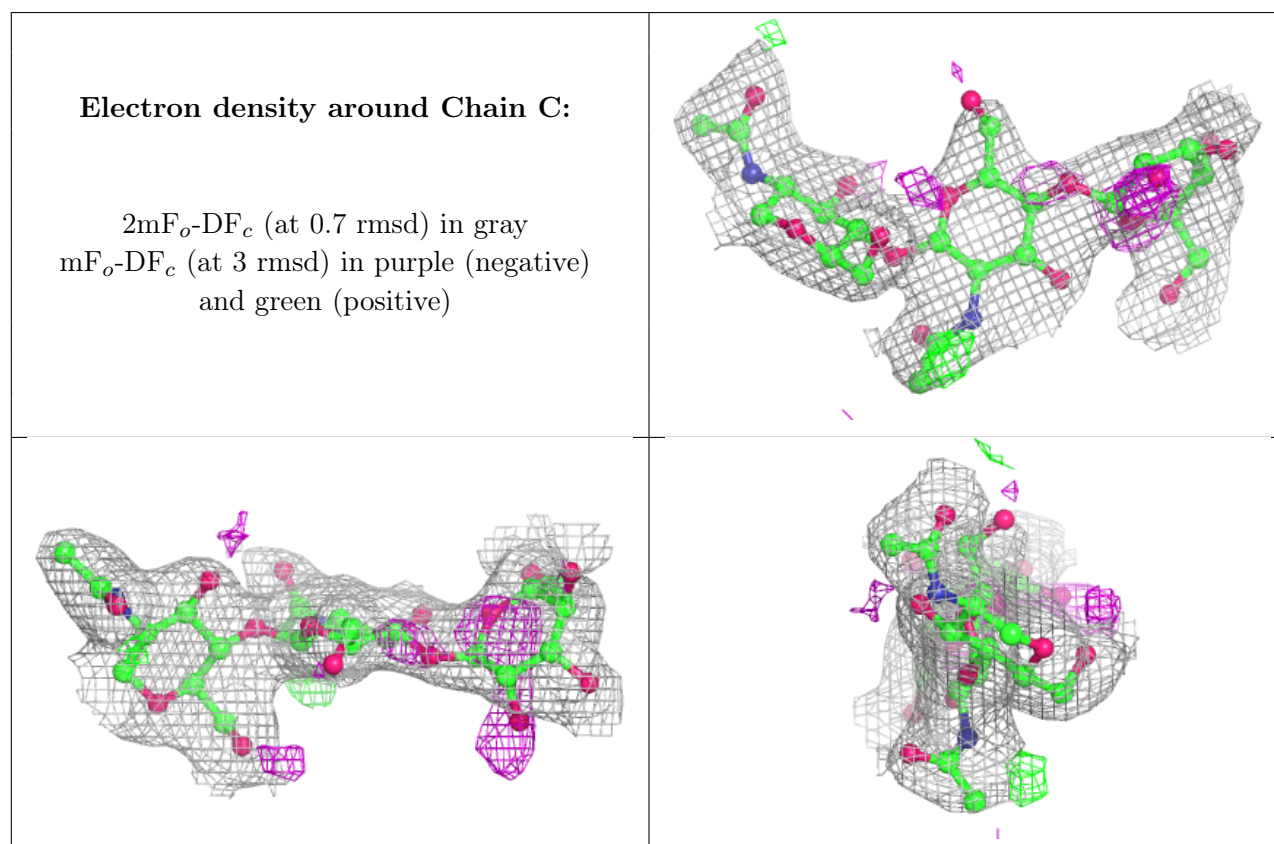 Electron density around Chain C:
2mFₒ-DF𝒸 (at 0.7 rmsd) in gray
mFₒ-DF𝒸 (at 3 rmsd) in purple (negative)
and green (positive)